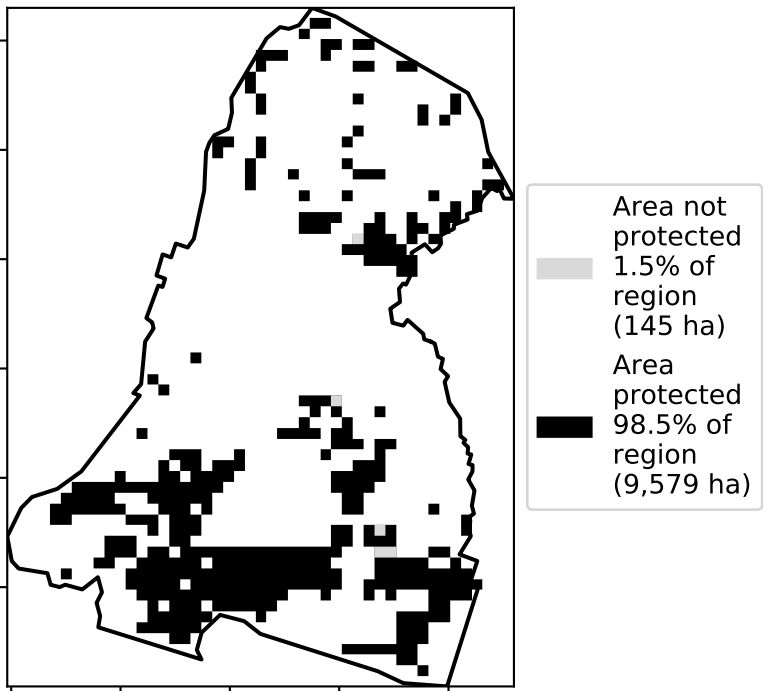 Area not
protected
1.5% of
region
(145 ha)
Area
protected
98.5% of
region
(9,579 ha)